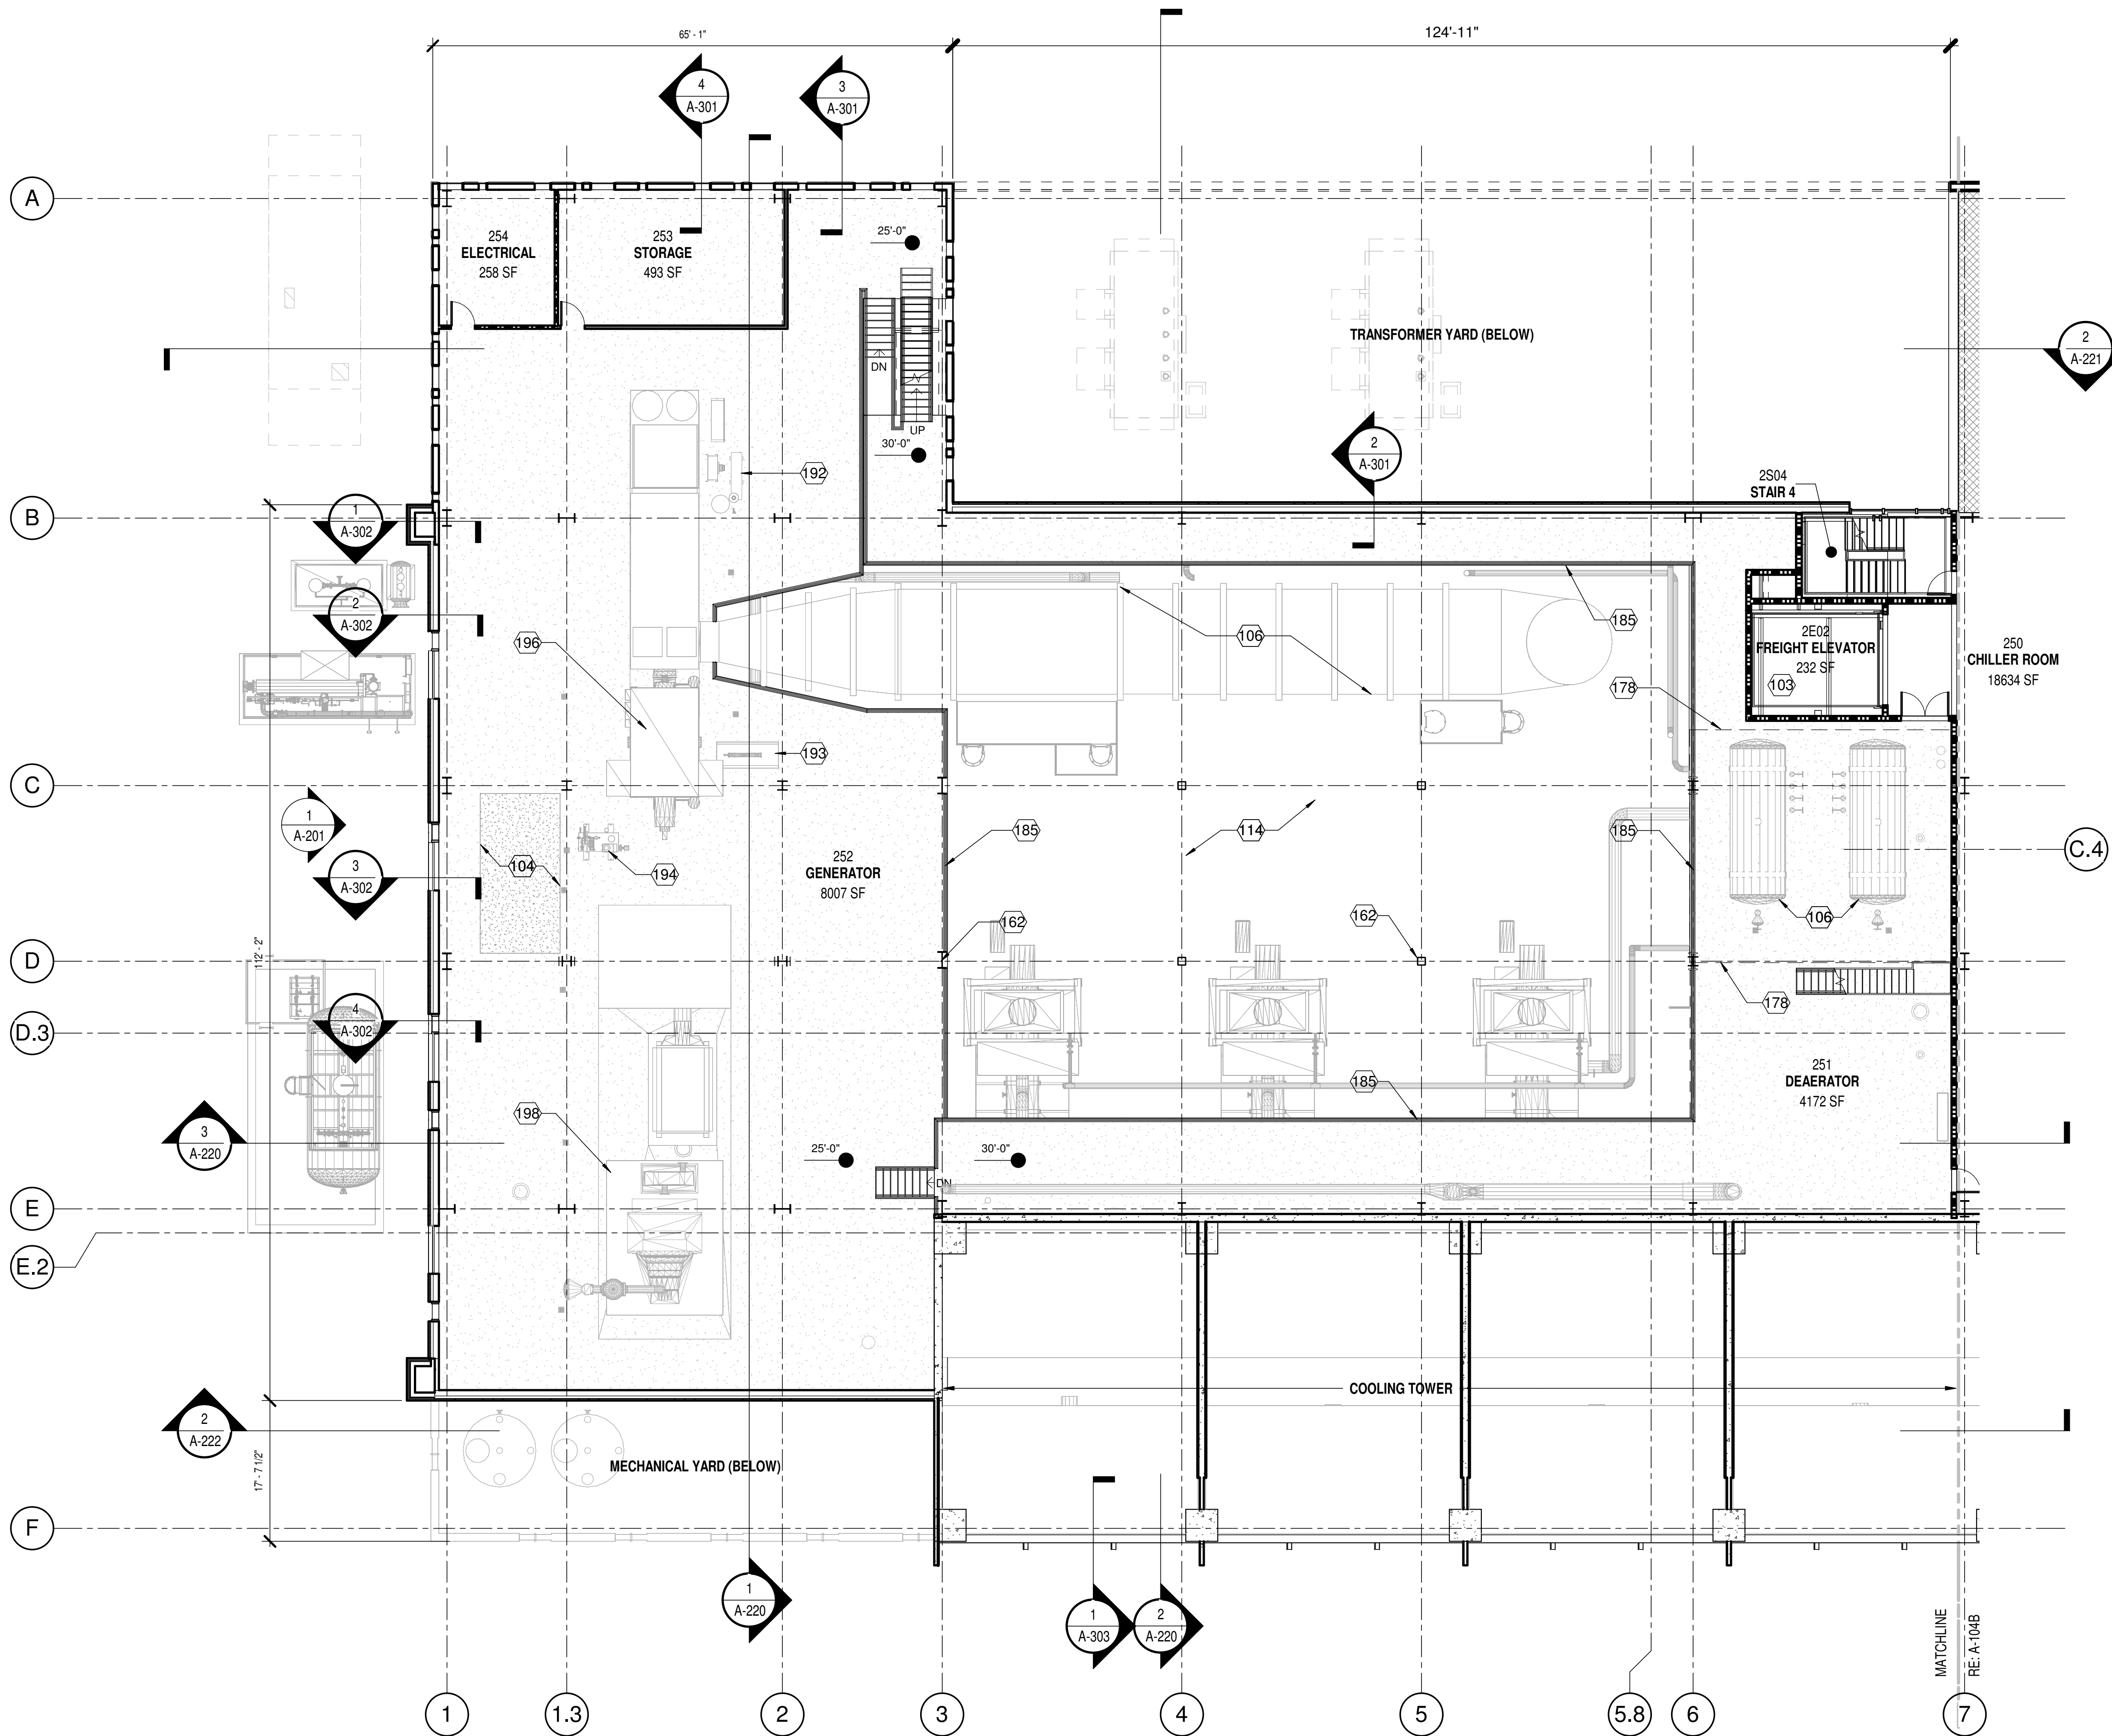 65' - 1"
124'-11"
4
A-301
3
A-301
A
254
ELECTRICAL
258 SF
253
STORAGE
493 SF
25'-0"
TRANSFORMER YARD (BELOW)
2
A-221
DN
UP
30'-0"
2
A-301
192
2S04
STAIR 4
B
1
A-302
2
A-302
196
106
185
2E02
FREIGHT ELEVATOR
232 SF
103
250
CHILLER ROOM
18634 SF
178
193
C
1
A-201
114
185
185
104
194
252
GENERATOR
8007 SF
C.4
3
A-302
106
162
162
D
112' - 2"
178
4
A-302
D.3
251
DEAERATOR
4172 SF
185
198
3
A-220
25'-0"
30'-0"
DN
E
E.2
COOLING TOWER
2
A-222
MECHANICAL YARD (BELOW)
17' - 7 1/2"
F
1
A-220
1
A-303
2
A-220
MATCHLINE
RE: A-104B
1
1.3
2
3
4
5
5.8
6
7